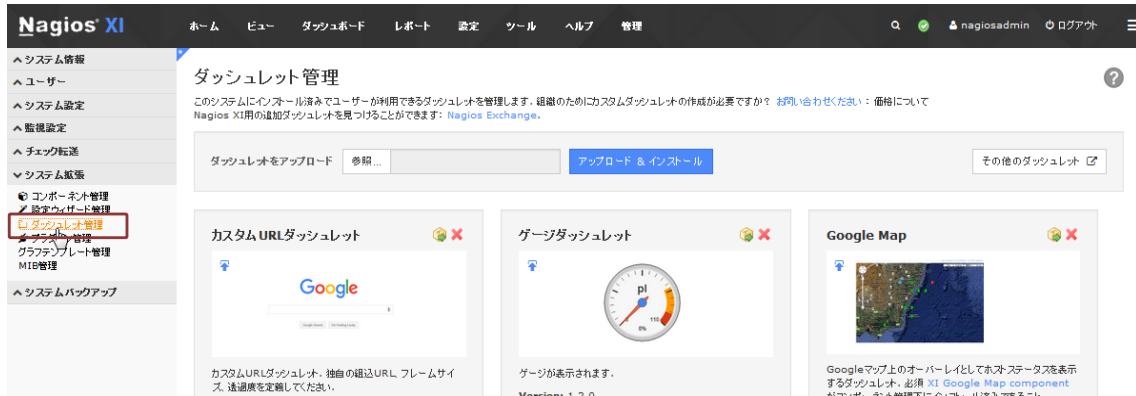 Nagios® XI
ホーム ビュー ダッシュボード レポート 設定 ツール ヘルプ 管理
nagiosadmin ログアウト
システム情報
ユーザー
システム設定
監視設定
チェック転送
システム拡張
コンポーネント管理
設定ウィザード管理
ダッシュレット管理
管理
グラフテンプレート管理
MIB管理
システムバックアップ
ダッシュレット管理
このシステムにインストール済みでユーザーが利用できるダッシュレットを管理します. 組織のためにカスタムダッシュレットの作成が必要ですか? お問い合わせください : 価格について
Nagios XI用の追加ダッシュレットを見つけることができます: Nagios Exchange.
ダッシュレットをアップロード 参照... アップロード & インストール その他のダッシュレット
カスタム URLダッシュレット
Google
カスタムURLダッシュレット. 独自の組込URL, フレームサイ
ズ, 透過度を定義してください.
ゲージダッシュレット
pl
110
0%
ゲージが表示されます.
Version: 1.2.0
Google Map
Googleマップ上のオーバーレイとしてホストステータスを表示
するダッシュレット. 必須 XI Google Map component